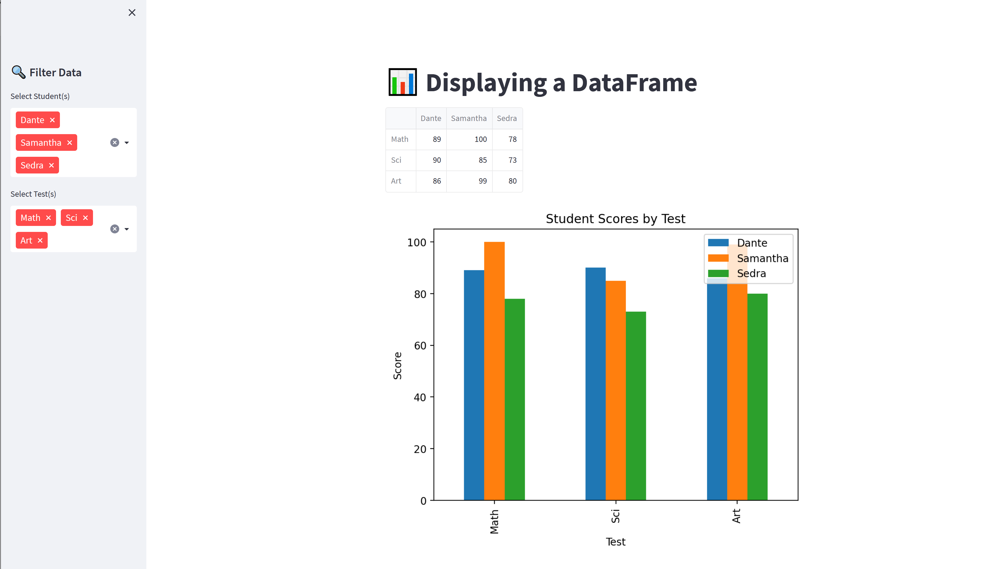 Filter Data
Select Student(s)
Dante
Samantha
Sedra
Select Test(s)
Math Sci
Art
Displaying a DataFrame
Dante Samantha Sedra
Math 89 100 78
Sci 90 85 73
Art 86 99 80
Student Scores by Test
Dante
Samantha
Sedra
100
80
60
40
20
0
Score
Math Sci Art
Test